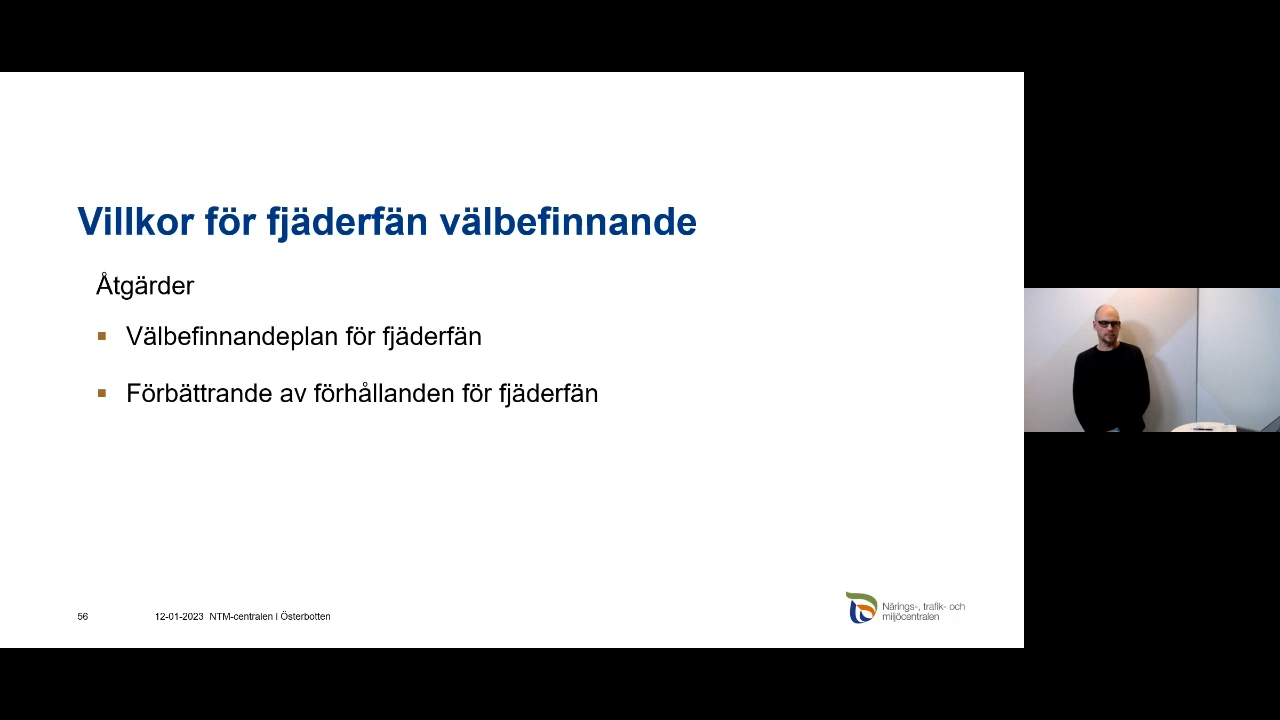 Villkor för fjäderfän välbefinnande
Åtgärder
Välbefinnandeplan för fjäderfän
Förbättrande av förhållanden för fjäderfän
56
12-01-2023 NTM-centralen i Österbotten
Närings-, trafik- och
miljöcentralen